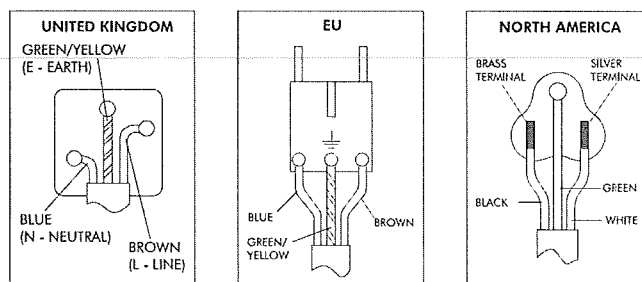 UNITED KINGDOM
GREEN/YELLOW
(E - EARTH)
BLUE
(N - NEUTRAL)
BROWN
(L - LINE)
EU
BLUE
GREEN/
YELLOW
BROWN
NORTH AMERICA
BRASS
TERMINAL
SILVER
TERMINAL
BLACK
GREEN
WHITE